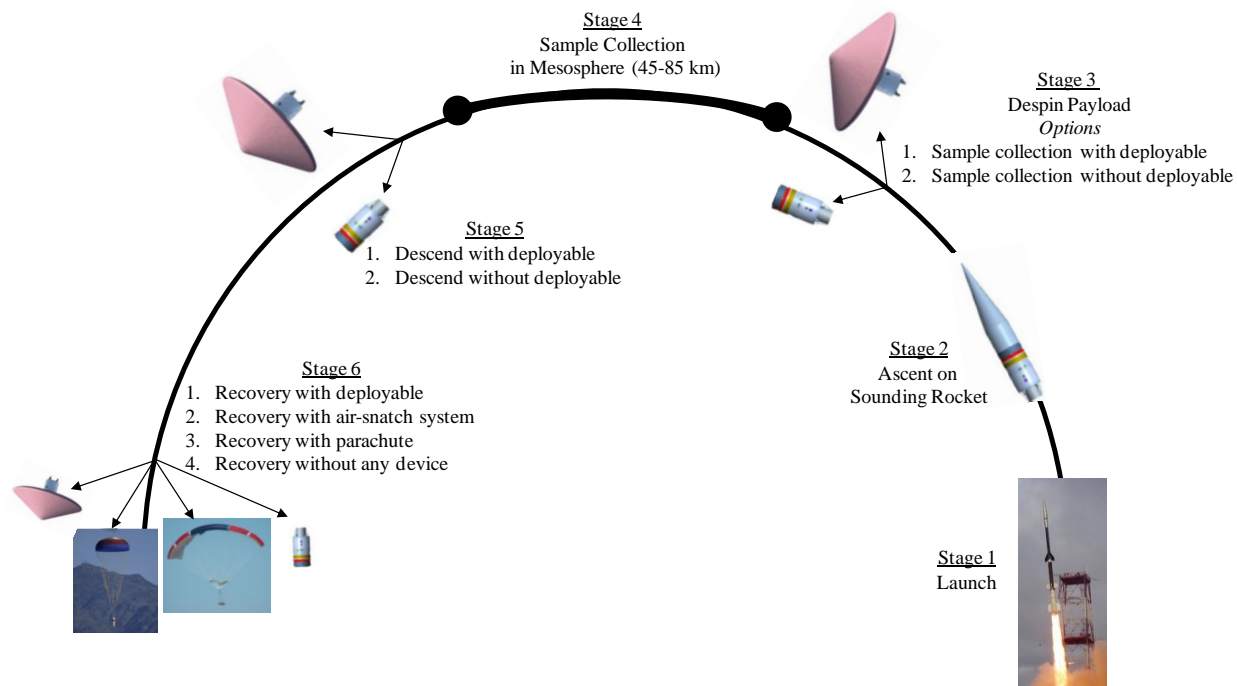 Stage 4
Sample Collection
in Mesosphere (45-85 km)
Stage 3
Despin Payload
Options
1. Sample collection with deployable
2. Sample collection without deployable
Stage 5
1. Descend with deployable
2. Descend without deployable
Stage 2
Ascent on
Sounding Rocket
Stage 6
1. Recovery with deployable
2. Recovery with air-snatch system
3. Recovery with parachute
4. Recovery without any device
Stage 1
Launch